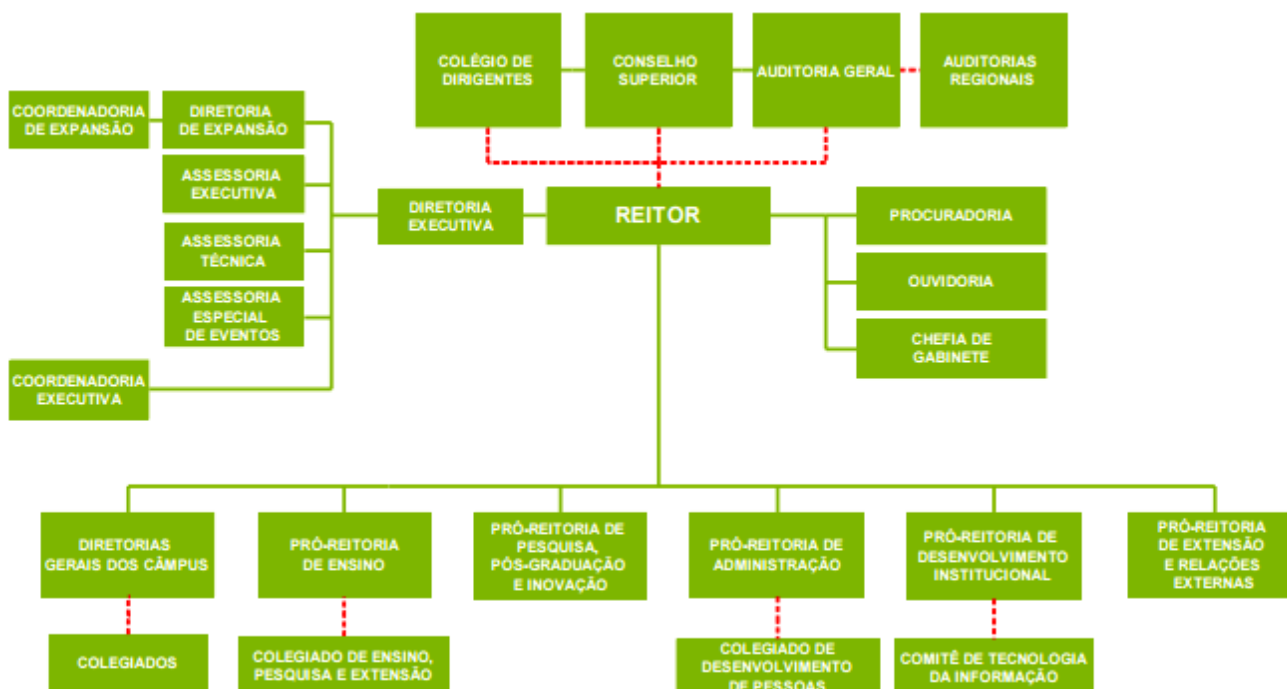 COLÉGIO DE
DIRIGENTES
CONSELHO
SUPERIOR
AUDITORIA GERAL
AUDITORIAS
REGIONAIS
COORDENADORIA
DE EXPANSÃO
DIRETORIA
DE EXPANSÃO
ASSESSORIA
EXECUTIVA
ASSESSORIA
TÉCNICA
ASSESSORIA
ESPECIAL
DE EVENTOS
COORDENADORIA
EXECUTIVA
DIRETORIA
EXECUTIVA
REITOR
PROCURADORIA
OUVIDORIA
CHEFIA DE
GABINETE
DIRETORIAS
GERAIS DOS CÂMPUS
PRÓ-REITORIA
DE ENSINO
PRÓ-REITORIA DE
PESQUISA,
PÓS-GRADUAÇÃO
E INOVAÇÃO
PRÓ-REITORIA DE
ADMINISTRAÇÃO
PRÓ-REITORIA DE
DESENVOLVIMENTO
INSTITUCIONAL
PRÓ-REITORIA
DE EXTENSÃO
E RELAÇÕES
EXTERNAS
COLEGIADOS
COLEGIADO DE ENSINO,
PESQUISA E EXTENSÃO
COLEGIADO DE
DESENVOLVIMENTO
DE PESSOAS
COMITÊ DE TECNOLOGIA
DA INFORMAÇÃO